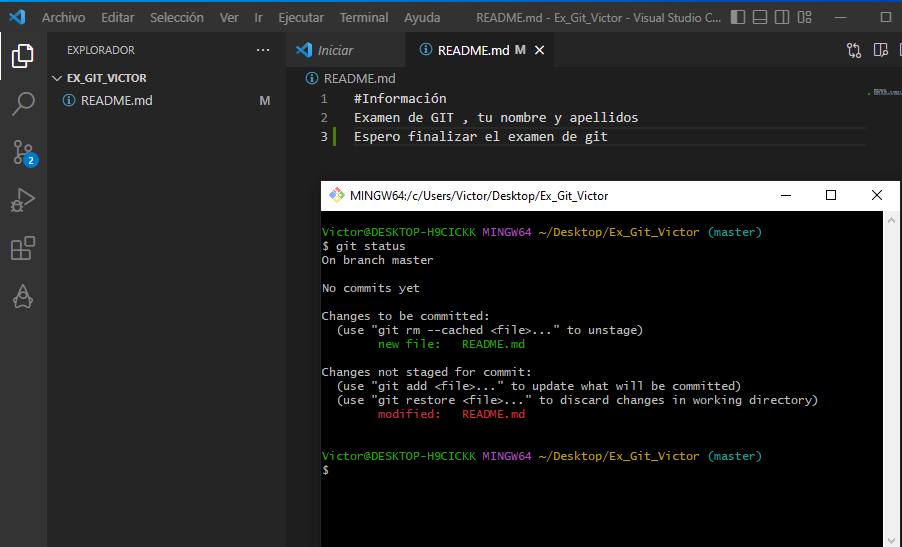 Archivo Editar Selección Ver Ir Ejecutar Terminal Ayuda README.md - Ex_Git_Victor - Visual Studio C...
EXPLORADOR ...
Iniciar
README.md M
EX_GIT_VICTOR
README.md M
README.md
1 #Información
2 Examen de GIT , tu nombre y apellidos
3 Espero finalizar el examen de git
2
MINGW64:/c/Users/Victor/Desktop/Ex_Git_Victor
Victor@DESKTOP-H9CICKK MINGW64 ~/Desktop/Ex_Git_Victor (master)
$ git status
On branch master
No commits yet
Changes to be committed:
(use "git rm --cached <file>..." to unstage)
new file: README.md
Changes not staged for commit:
(use "git add <file>..." to update what will be committed)
(use "git restore <file>..." to discard changes in working directory)
modified: README.md
Victor@DESKTOP-H9CICKK MINGW64 ~/Desktop/Ex_Git_Victor (master)
$